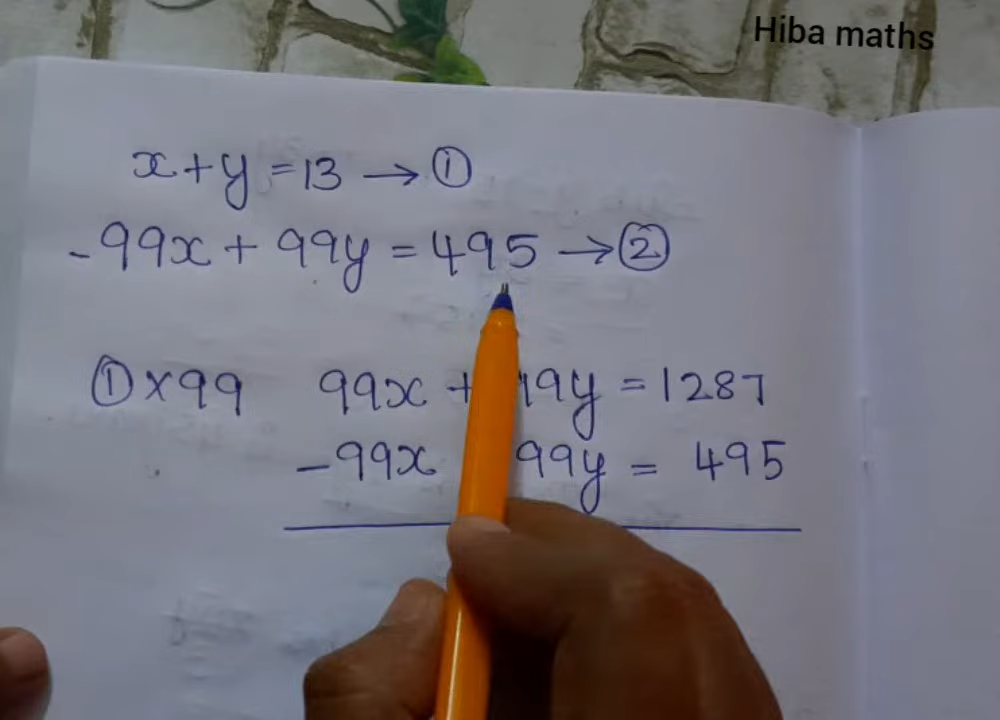 Hiba maths
x+y=13 → ①
-99x + 99y = 495 → ②
①×99 99x + 99y = 1287
-99x 99y = 495